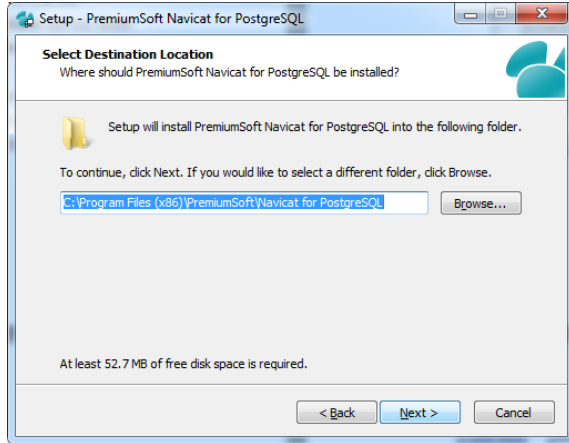 Setup - PremiumSoft Navicat for PostgreSQL
Select Destination Location
Where should PremiumSoft Navicat for PostgreSQL be installed?
Setup will install PremiumSoft Navicat for PostgreSQL into the following folder.
To continue, click Next. If you would like to select a different folder, click Browse.
C:\Program Files (x86)\PremiumSoft\Navicat for PostgreSQL
Browse...
At least 52.7 MB of free disk space is required.
< Back
Next >
Cancel